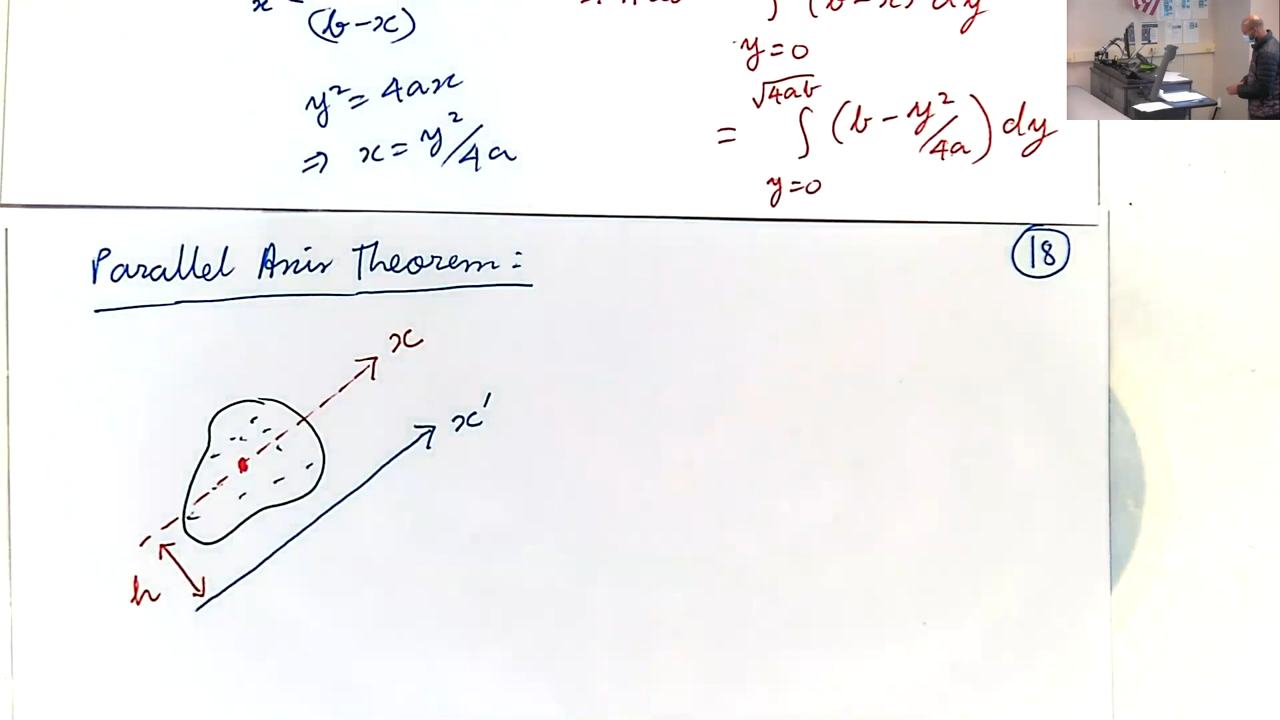 (b-x)
y² = 4ax
⇒ x = y²/4a
y=0
√4ab
= ∫ (b - y²/4a) dy
y=0
Parallel Axis Theorem :
18
x
x'
h